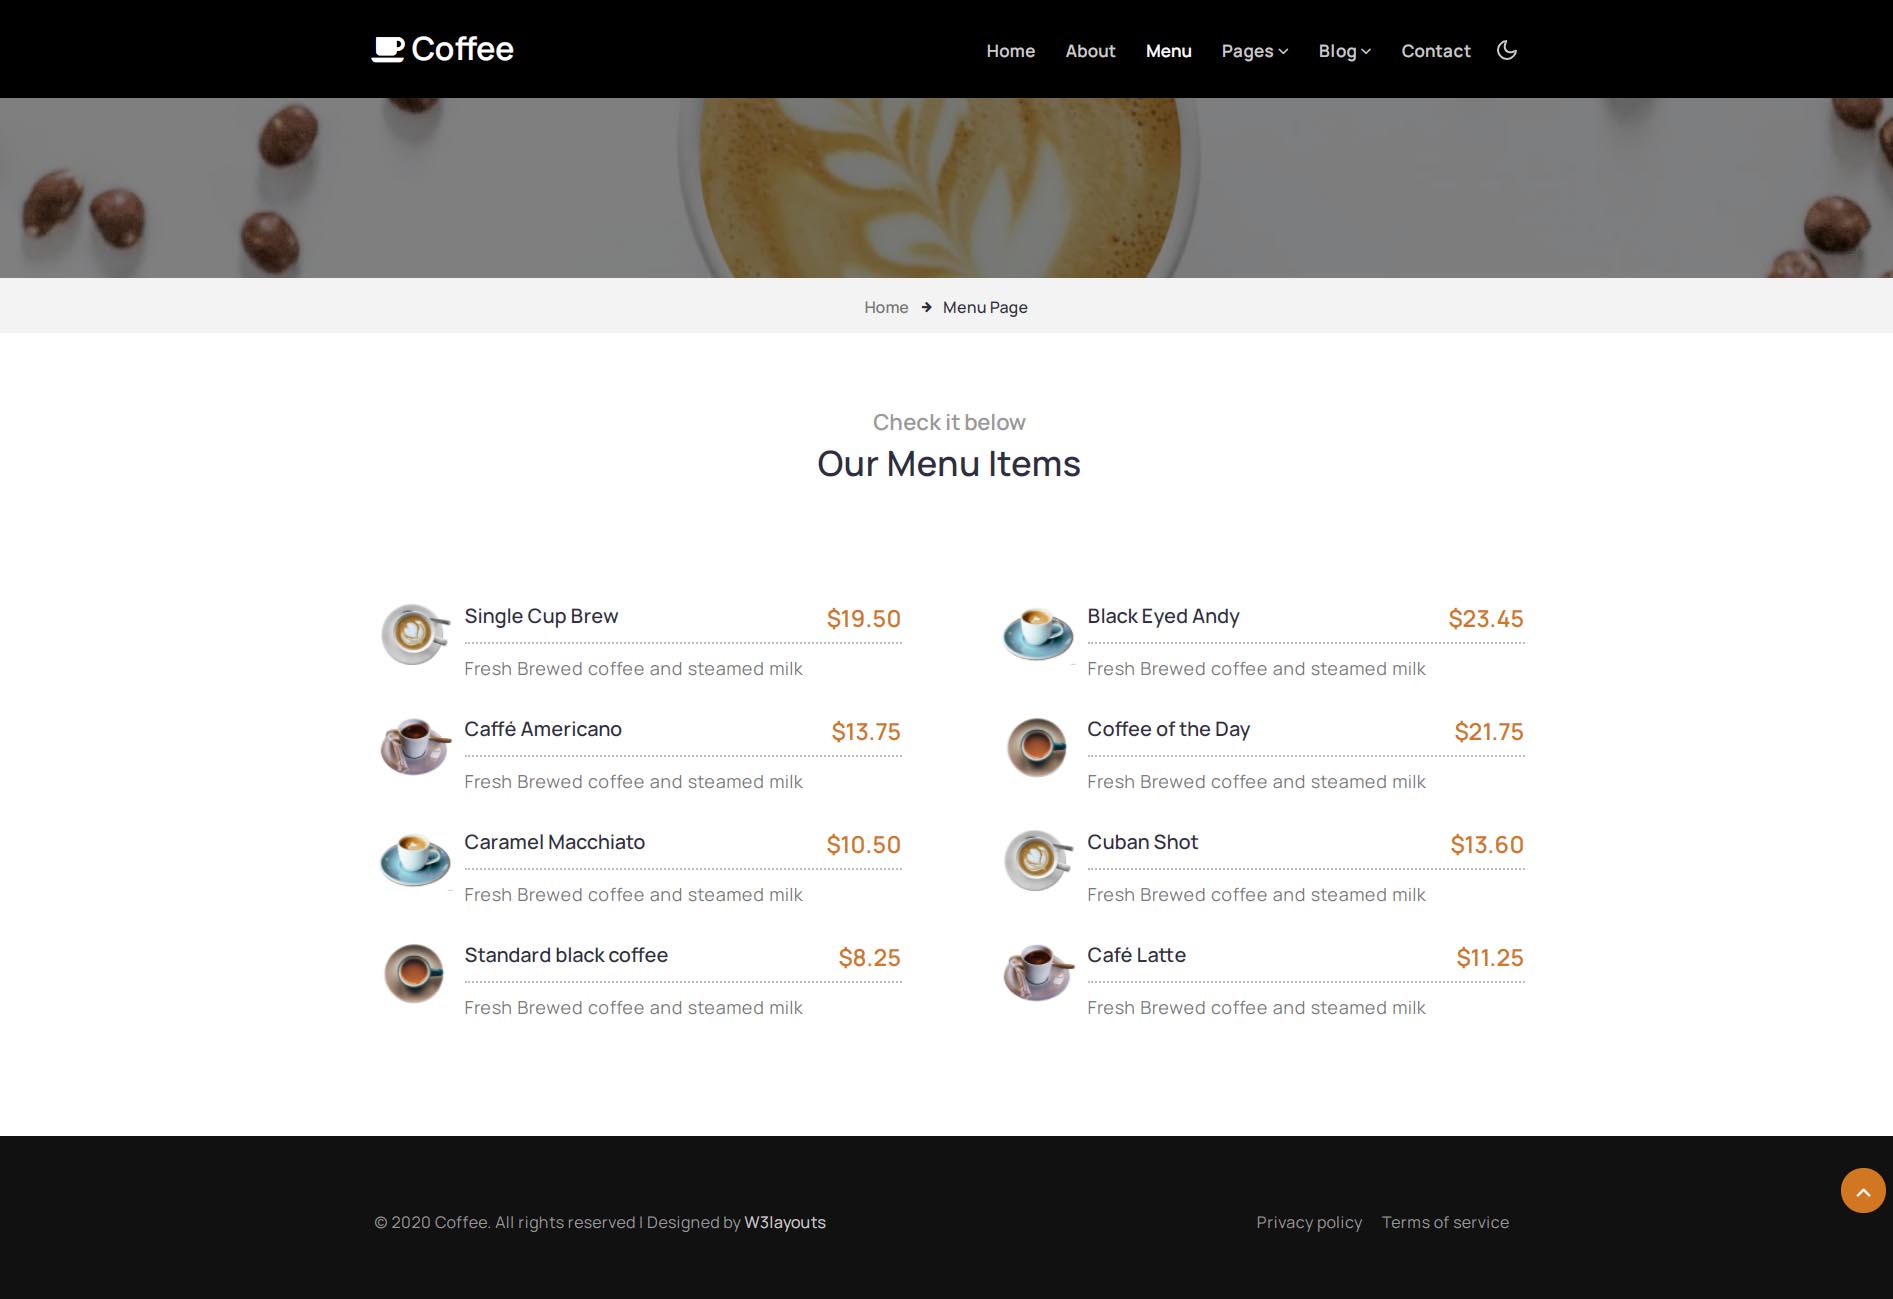 Coffee
Home About Menu Pages Blog Contact
Home Menu Page
Check it below
Our Menu Items
Single Cup Brew $19.50
Fresh Brewed coffee and steamed milk
Caffé Americano $13.75
Fresh Brewed coffee and steamed milk
Caramel Macchiato $10.50
Fresh Brewed coffee and steamed milk
Standard black coffee $8.25
Fresh Brewed coffee and steamed milk
Black Eyed Andy $23.45
Fresh Brewed coffee and steamed milk
Coffee of the Day $21.75
Fresh Brewed coffee and steamed milk
Cuban Shot $13.60
Fresh Brewed coffee and steamed milk
Café Latte $11.25
Fresh Brewed coffee and steamed milk
© 2020 Coffee. All rights reserved | Designed by W3layouts
Privacy policy Terms of service